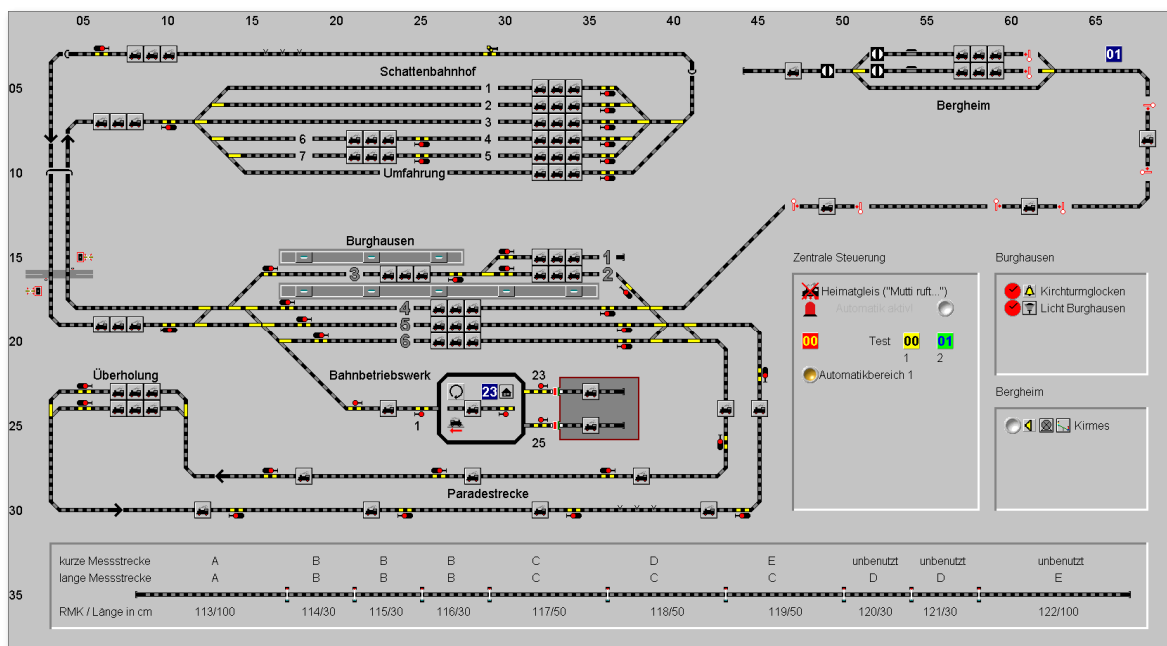 05 10 15 20 25 30 35 40 45 50 55 60 65
01
Schattenbahnhof
05
1
2
Bergheim
3
6 4
7 5
10
Umfahrung
15
Burghausen
1
3 2
4
5
6
20
Zentrale Steuerung
Heimatgleis ("Mutti ruft...")
Automatik aktiv!
00 Test 00 01
1 2
Automatikbereich 1
Burghausen
Kirchturmglocken
Licht Burghausen
Bergheim
Kirmes
Überholung
Bahnbetriebswerk
23
23
1
25
25
Paradestrecke
30
kurze Messstrecke A B B B C D E unbenutzt unbenutzt unbenutzt
lange Messstrecke A B B B C C C D D E
35
RMK / Länge in cm 113/100 114/30 115/30 116/30 117/50 118/50 119/50 120/30 121/30 122/100